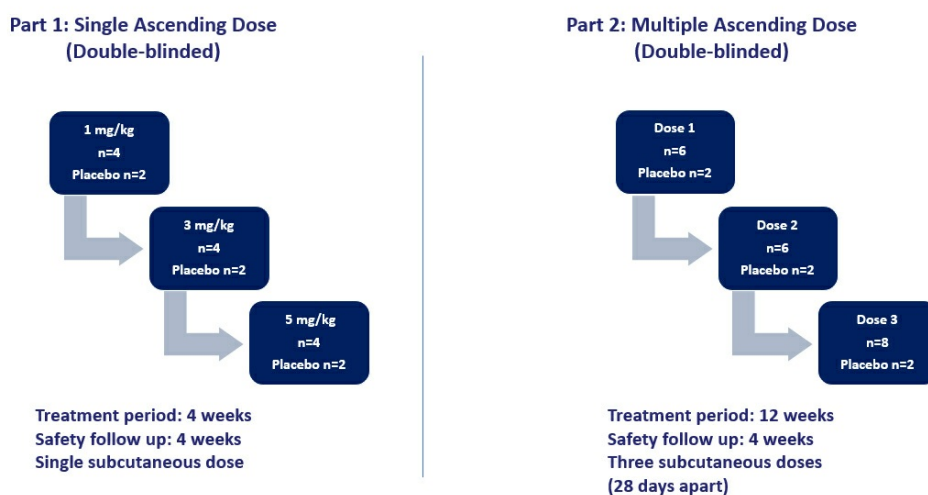 Part 1: Single Ascending Dose
(Double-blinded)
1 mg/kg
n=4
Placebo n=2
3 mg/kg
n=4
Placebo n=2
5 mg/kg
n=4
Placebo n=2
Treatment period: 4 weeks
Safety follow up: 4 weeks
Single subcutaneous dose
Part 2: Multiple Ascending Dose
(Double-blinded)
Dose 1
n=6
Placebo n=2
Dose 2
n=6
Placebo n=2
Dose 3
n=8
Placebo n=2
Treatment period: 12 weeks
Safety follow up: 4 weeks
Three subcutaneous doses
(28 days apart)